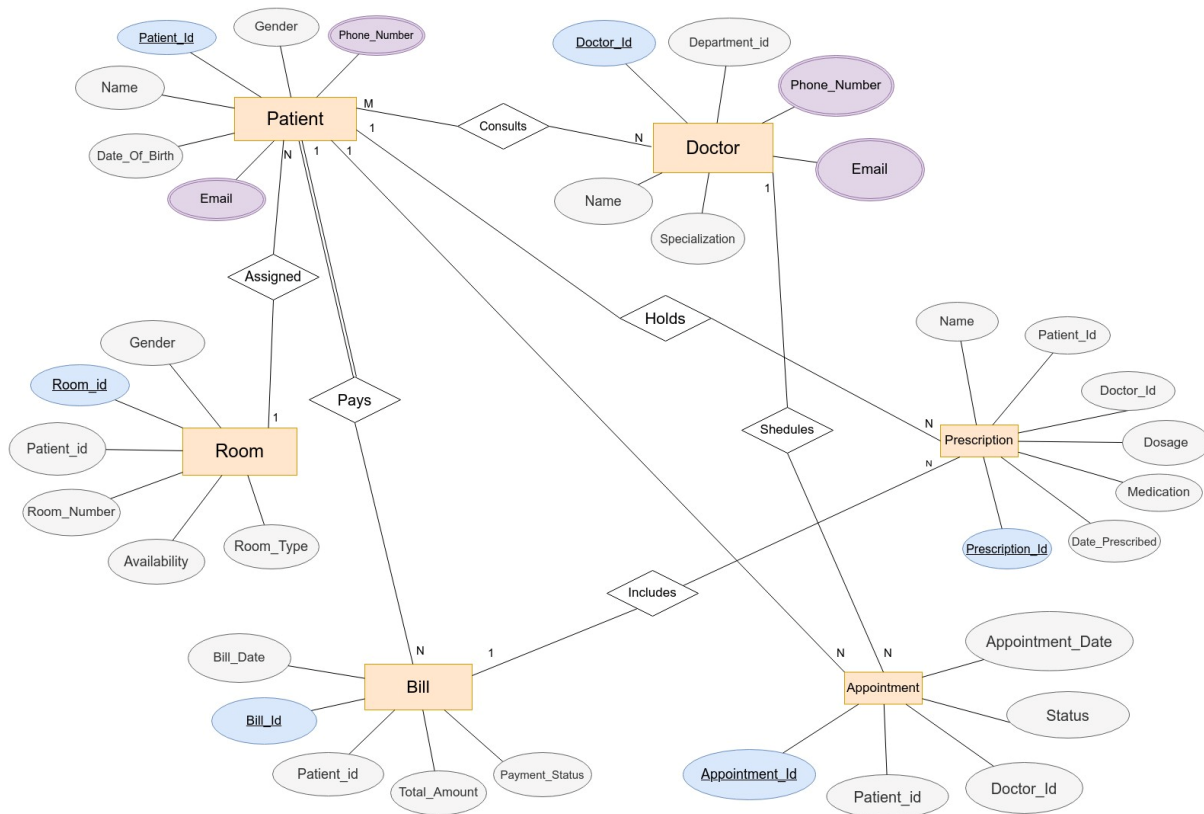 Gender
Patient_Id
Phone_Number
Name
Patient
Date_Of_Birth
Email
M
1
N
1
1
Consults
N
Doctor_Id
Department_id
Phone_Number
Doctor
Email
Name
1
Specialization
Assigned
Holds
Pays
Shedules
Gender
Room_id
1
Room
Patient_id
Room_Number
Availability
Room_Type
Name
Patient_Id
Doctor_Id
N
Prescription
Dosage
N
Medication
Prescription_Id
Date_Prescribed
Includes
Bill_Date
N
1
Bill
Bill_Id
Patient_id
Total_Amount
Payment_Status
N
N
Appointment
Appointment_Date
Status
Appointment_Id
Patient_id
Doctor_Id